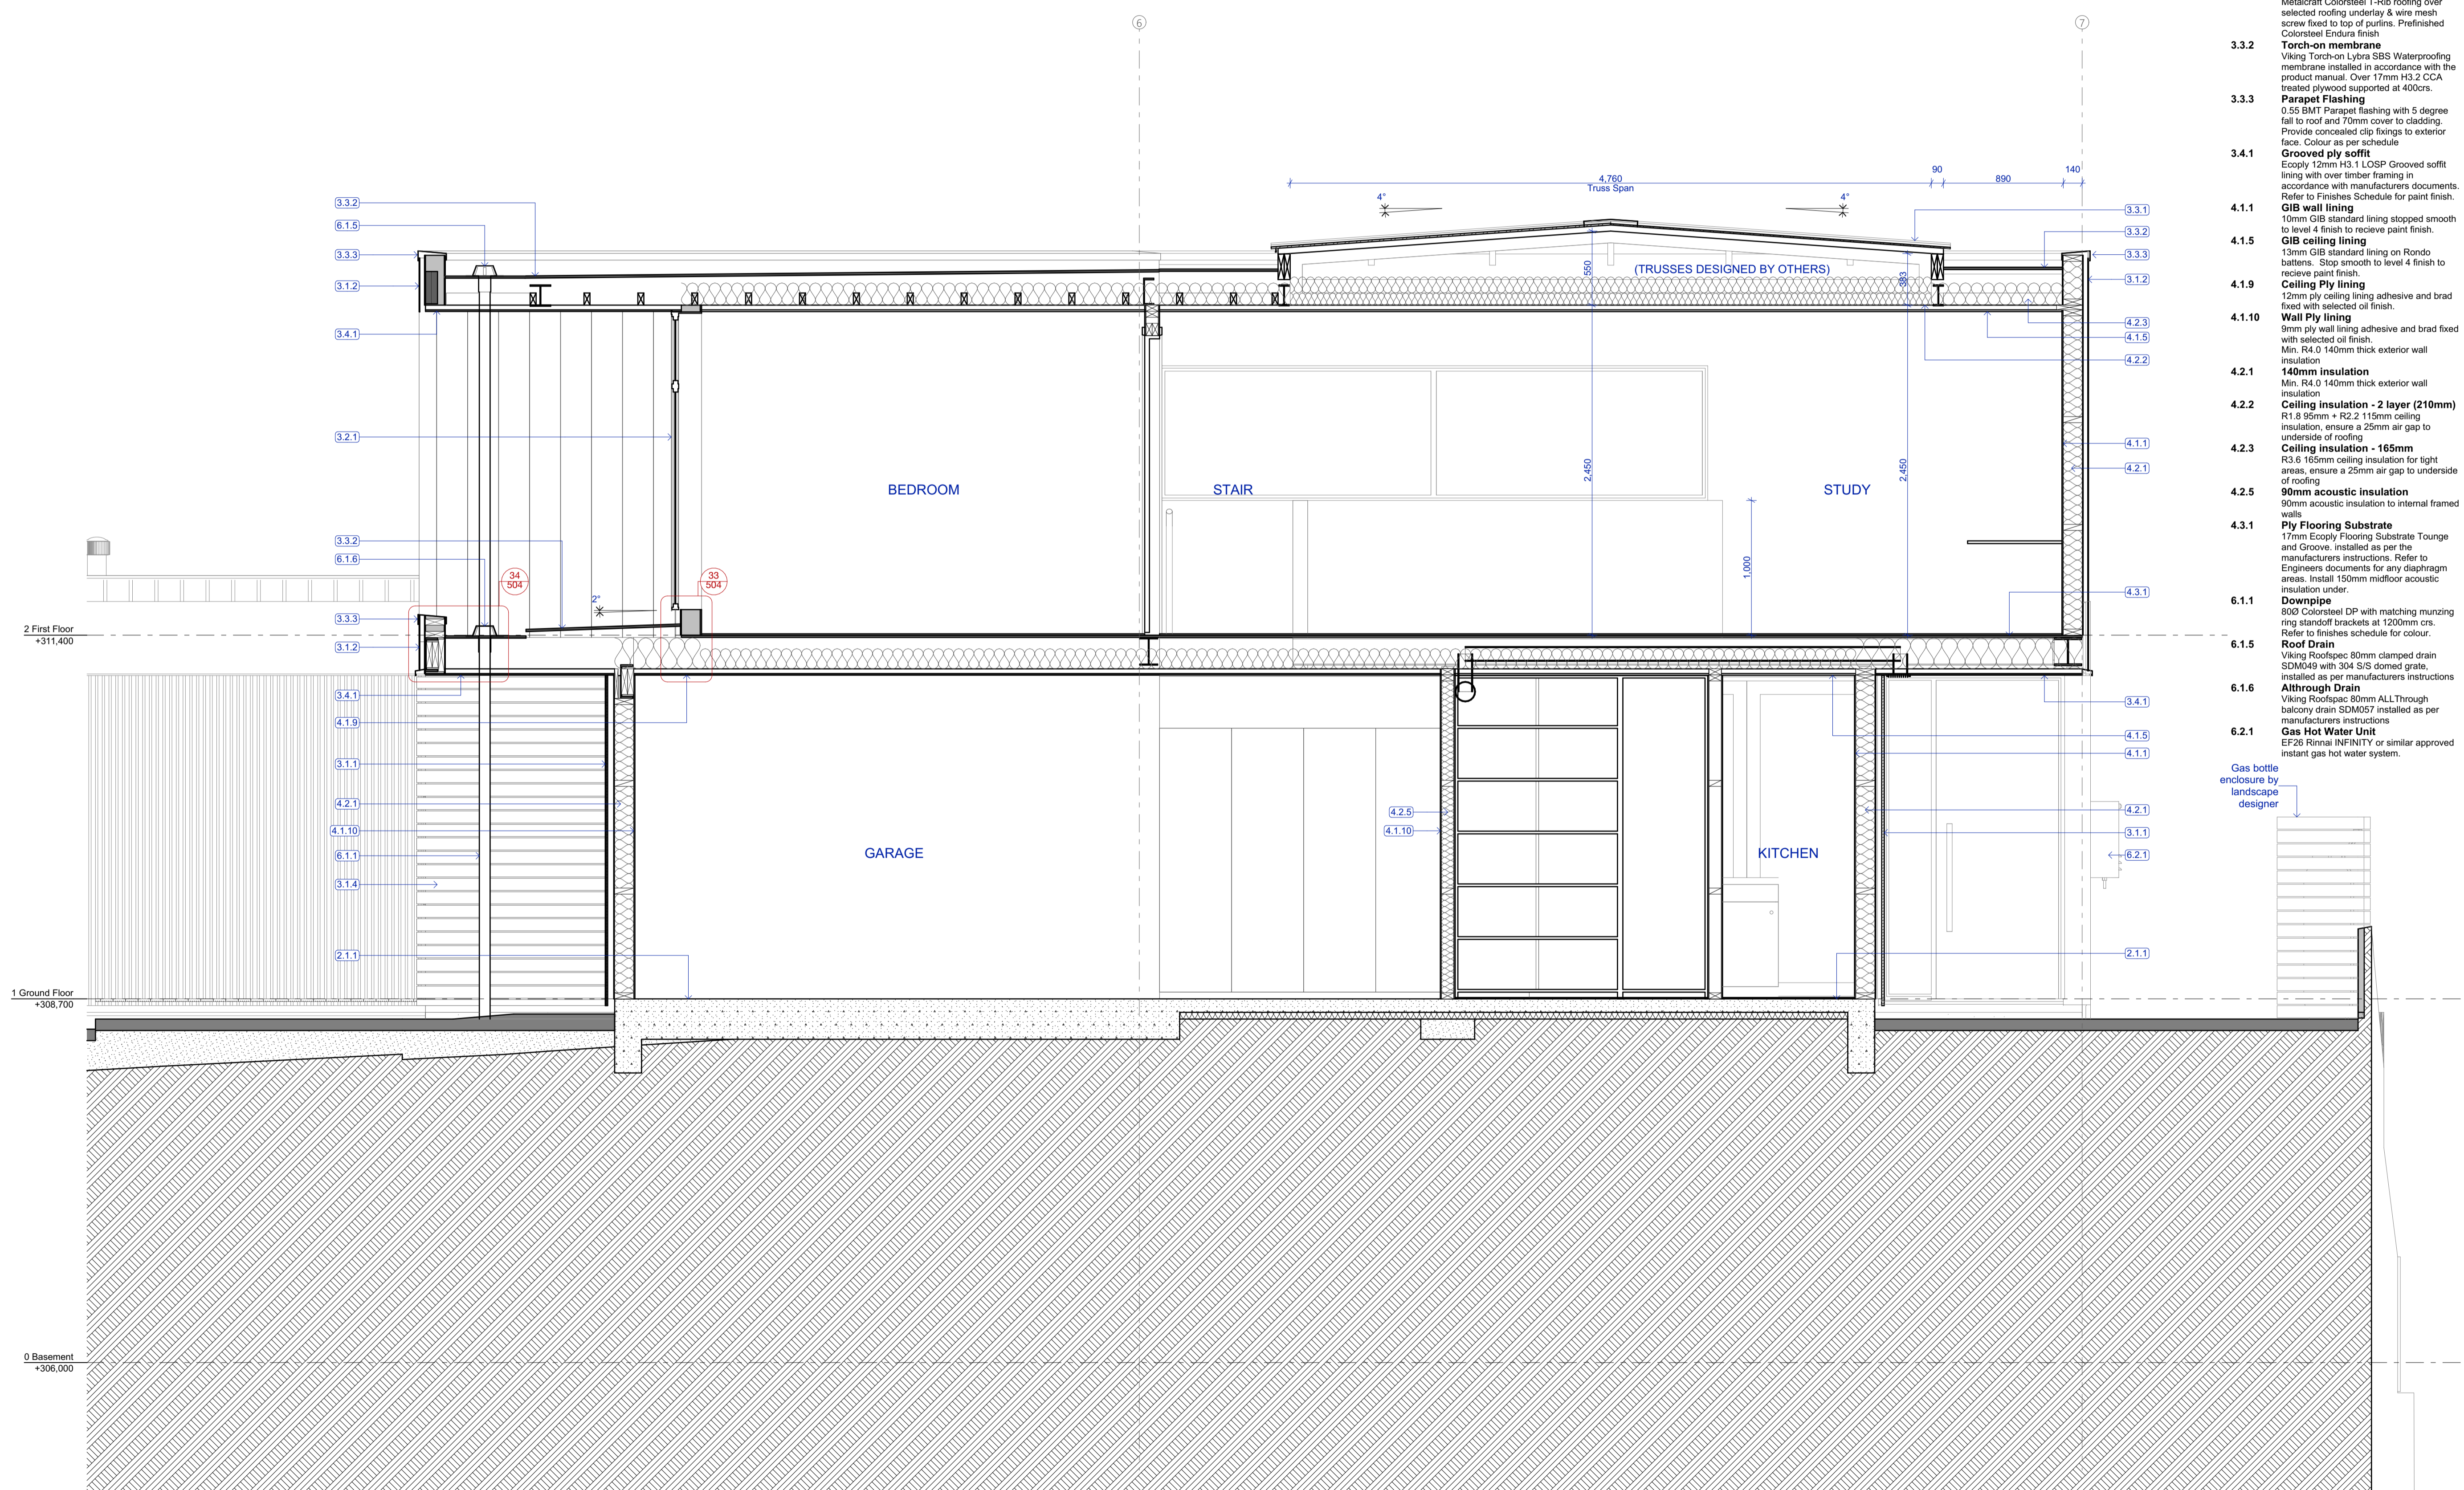 6
7
Metalcraft Colorsteel T-Rib roofing over
selected roofing underlay & wire mesh
screw fixed to top of purlins. Prefinished
Colorsteel Endura finish
3.3.2 Torch-on membrane
Viking Torch-on Lybra SBS Waterproofing
membrane installed in accordance with the
product manual. Over 17mm H3.2 CCA
treated plywood supported at 400crs.
3.3.3 Parapet Flashing
0.55 BMT Parapet flashing with 5 degree
fall to roof and 70mm cover to cladding.
Provide concealed clip fixings to exterior
face. Colour as per schedule
3.4.1 Grooved ply soffit
Ecoply 12mm H3.1 LOSP Grooved soffit
lining with over timber framing in
accordance with manufacturers documents.
Refer to Finishes Schedule for paint finish.
4.1.1 GIB wall lining
10mm GIB standard lining stopped smooth
to level 4 finish to recieve paint finish.
4.1.5 GIB ceiling lining
13mm GIB standard lining on Rondo
battens. Stop smooth to level 4 finish to
recieve paint finish.
4.1.9 Ceiling Ply lining
12mm ply ceiling lining adhesive and brad
fixed with selected oil finish.
4.1.10 Wall Ply lining
9mm ply wall lining adhesive and brad fixed
with selected oil finish.
Min. R4.0 140mm thick exterior wall
insulation
4.2.1 140mm insulation
Min. R4.0 140mm thick exterior wall
insulation
4.2.2 Ceiling insulation - 2 layer (210mm)
R1.8 95mm + R2.2 115mm ceiling
insulation, ensure a 25mm air gap to
underside of roofing
4.2.3 Ceiling insulation - 165mm
R3.6 165mm ceiling insulation for tight
areas, ensure a 25mm air gap to underside
of roofing
4.2.5 90mm acoustic insulation
90mm acoustic insulation to internal framed
walls
4.3.1 Ply Flooring Substrate
17mm Ecoply Flooring Substrate Tounge
and Groove. installed as per the
manufacturers instructions. Refer to
Engineers documents for any diaphragm
areas. Install 150mm midfloor acoustic
insulation under.
6.1.1 Downpipe
80Ø Colorsteel DP with matching munzing
ring standoff brackets at 1200mm crs.
Refer to finishes schedule for colour.
6.1.5 Roof Drain
Viking Roofspec 80mm clamped drain
SDM049 with 304 S/S domed grate,
installed as per manufacturers instructions
6.1.6 Althrough Drain
Viking Roofspac 80mm ALLThrough
balcony drain SDM057 installed as per
manufacturers instructions
6.2.1 Gas Hot Water Unit
EF26 Rinnai INFINITY or similar approved
instant gas hot water system.
Gas bottle
enclosure by
landscape
designer
4,760
Truss Span
90
890
140
4°
4°
3.3.2
6.1.5
3.3.3
3.1.2
3.4.1
3.2.1
3.3.2
6.1.6
3.3.3
3.1.2
3.4.1
4.1.9
3.1.1
4.2.1
4.1.10
6.1.1
3.1.4
2.1.1
550
(TRUSSES DESIGNED BY OTHERS)
383
2,450
2,450
1,000
BEDROOM
STAIR
STUDY
34
504
33
504
2°
GARAGE
4.2.5
4.1.10
KITCHEN
3.3.1
3.3.2
3.3.3
3.1.2
4.2.3
4.1.5
4.2.2
4.1.1
4.2.1
4.3.1
3.4.1
4.1.5
4.1.1
4.2.1
3.1.1
6.2.1
2.1.1
2 First Floor
+311,400
1 Ground Floor
+308,700
0 Basement
+306,000